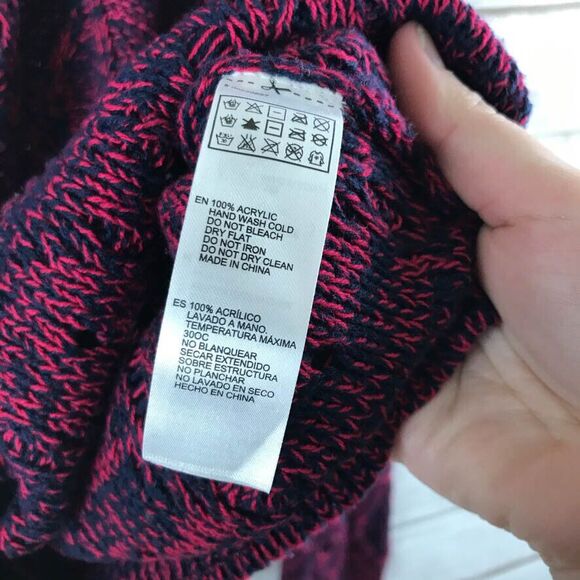 EN 100% ACRYLIC
HAND WASH COLD
DO NOT BLEACH
DRY FLAT
DO NOT IRON
DO NOT DRY CLEAN
MADE IN CHINA
ES 100% ACRÍLICO
LAVADO A MANO.
TEMPERATURA MÁXIMA
30OC
NO BLANQUEAR
SECAR EXTENDIDO
SOBRE ESTRUCTURA
NO PLANCHAR
NO LAVADO EN SECO
HECHO EN CHINA